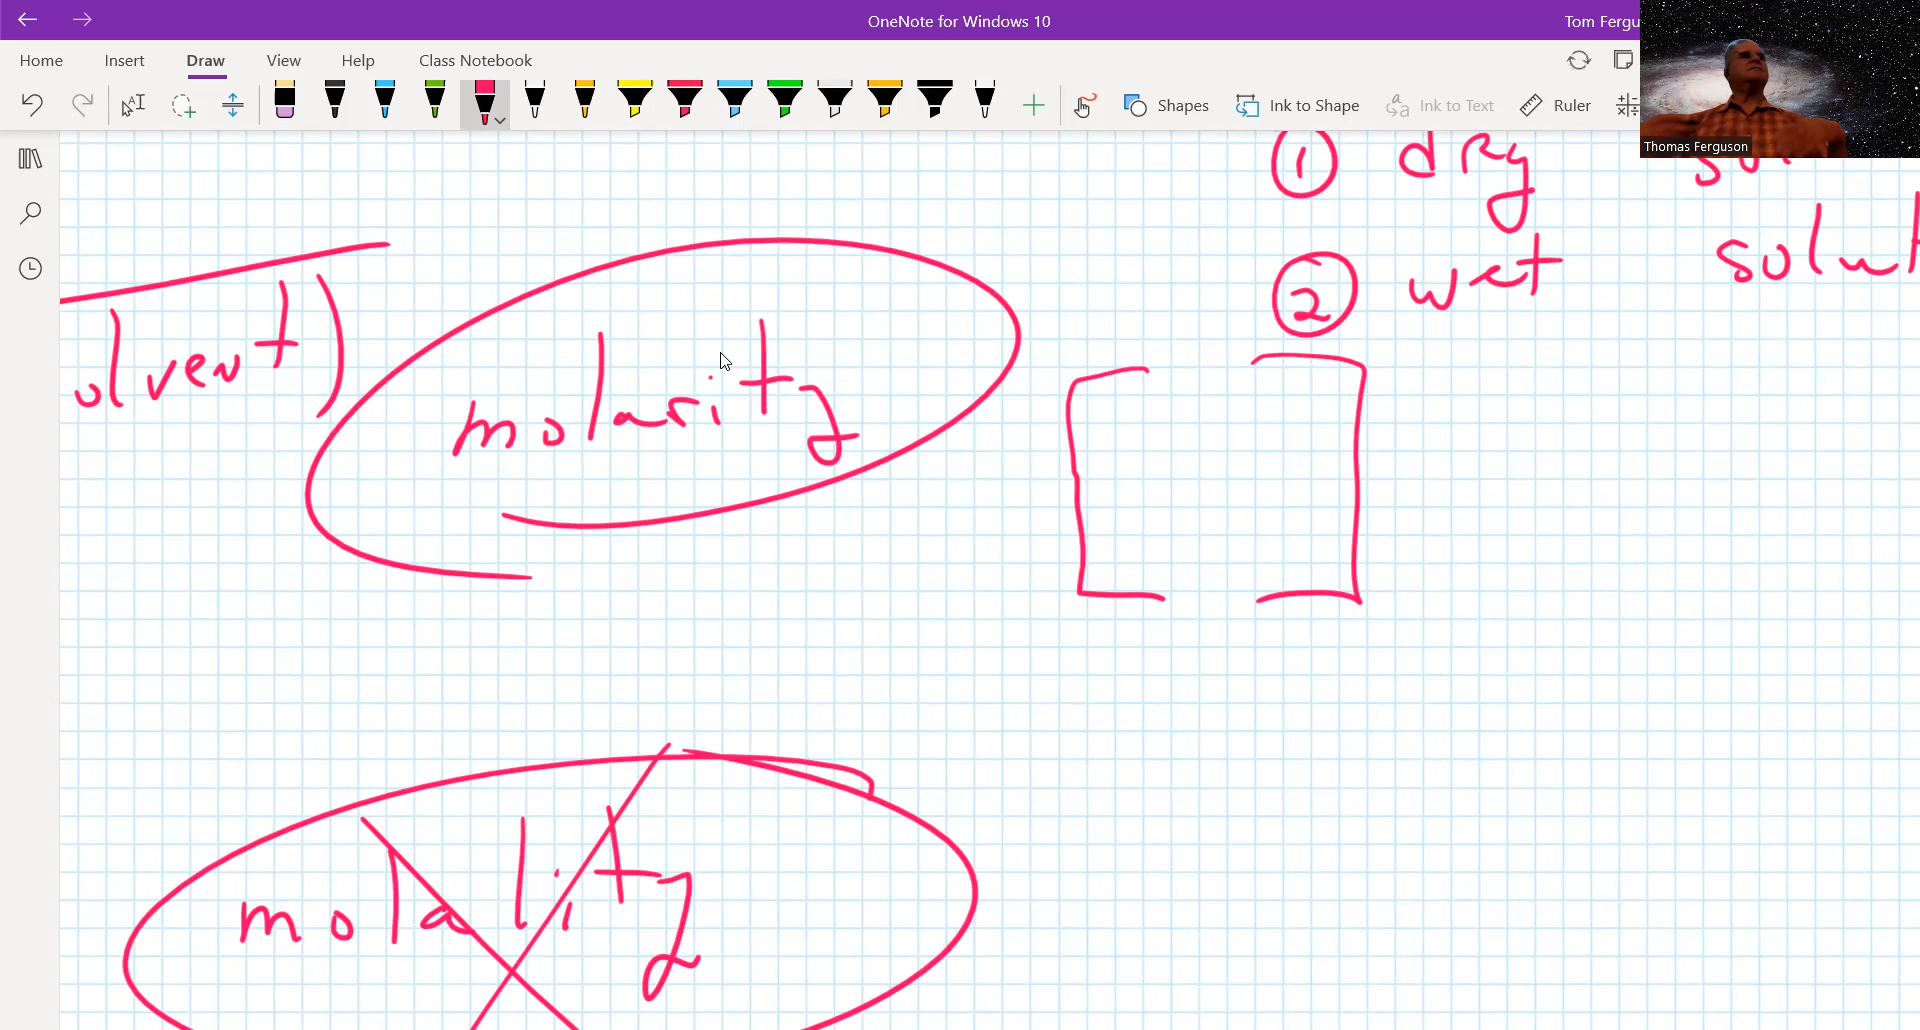 OneNote for Windows 10
Tom Fergu
Home Insert Draw View Help Class Notebook
Shapes Ink to Shape Ink to Text Ruler
Thomas Ferguson
1 dry
2 wet
solut
olvent)
molarity
molality